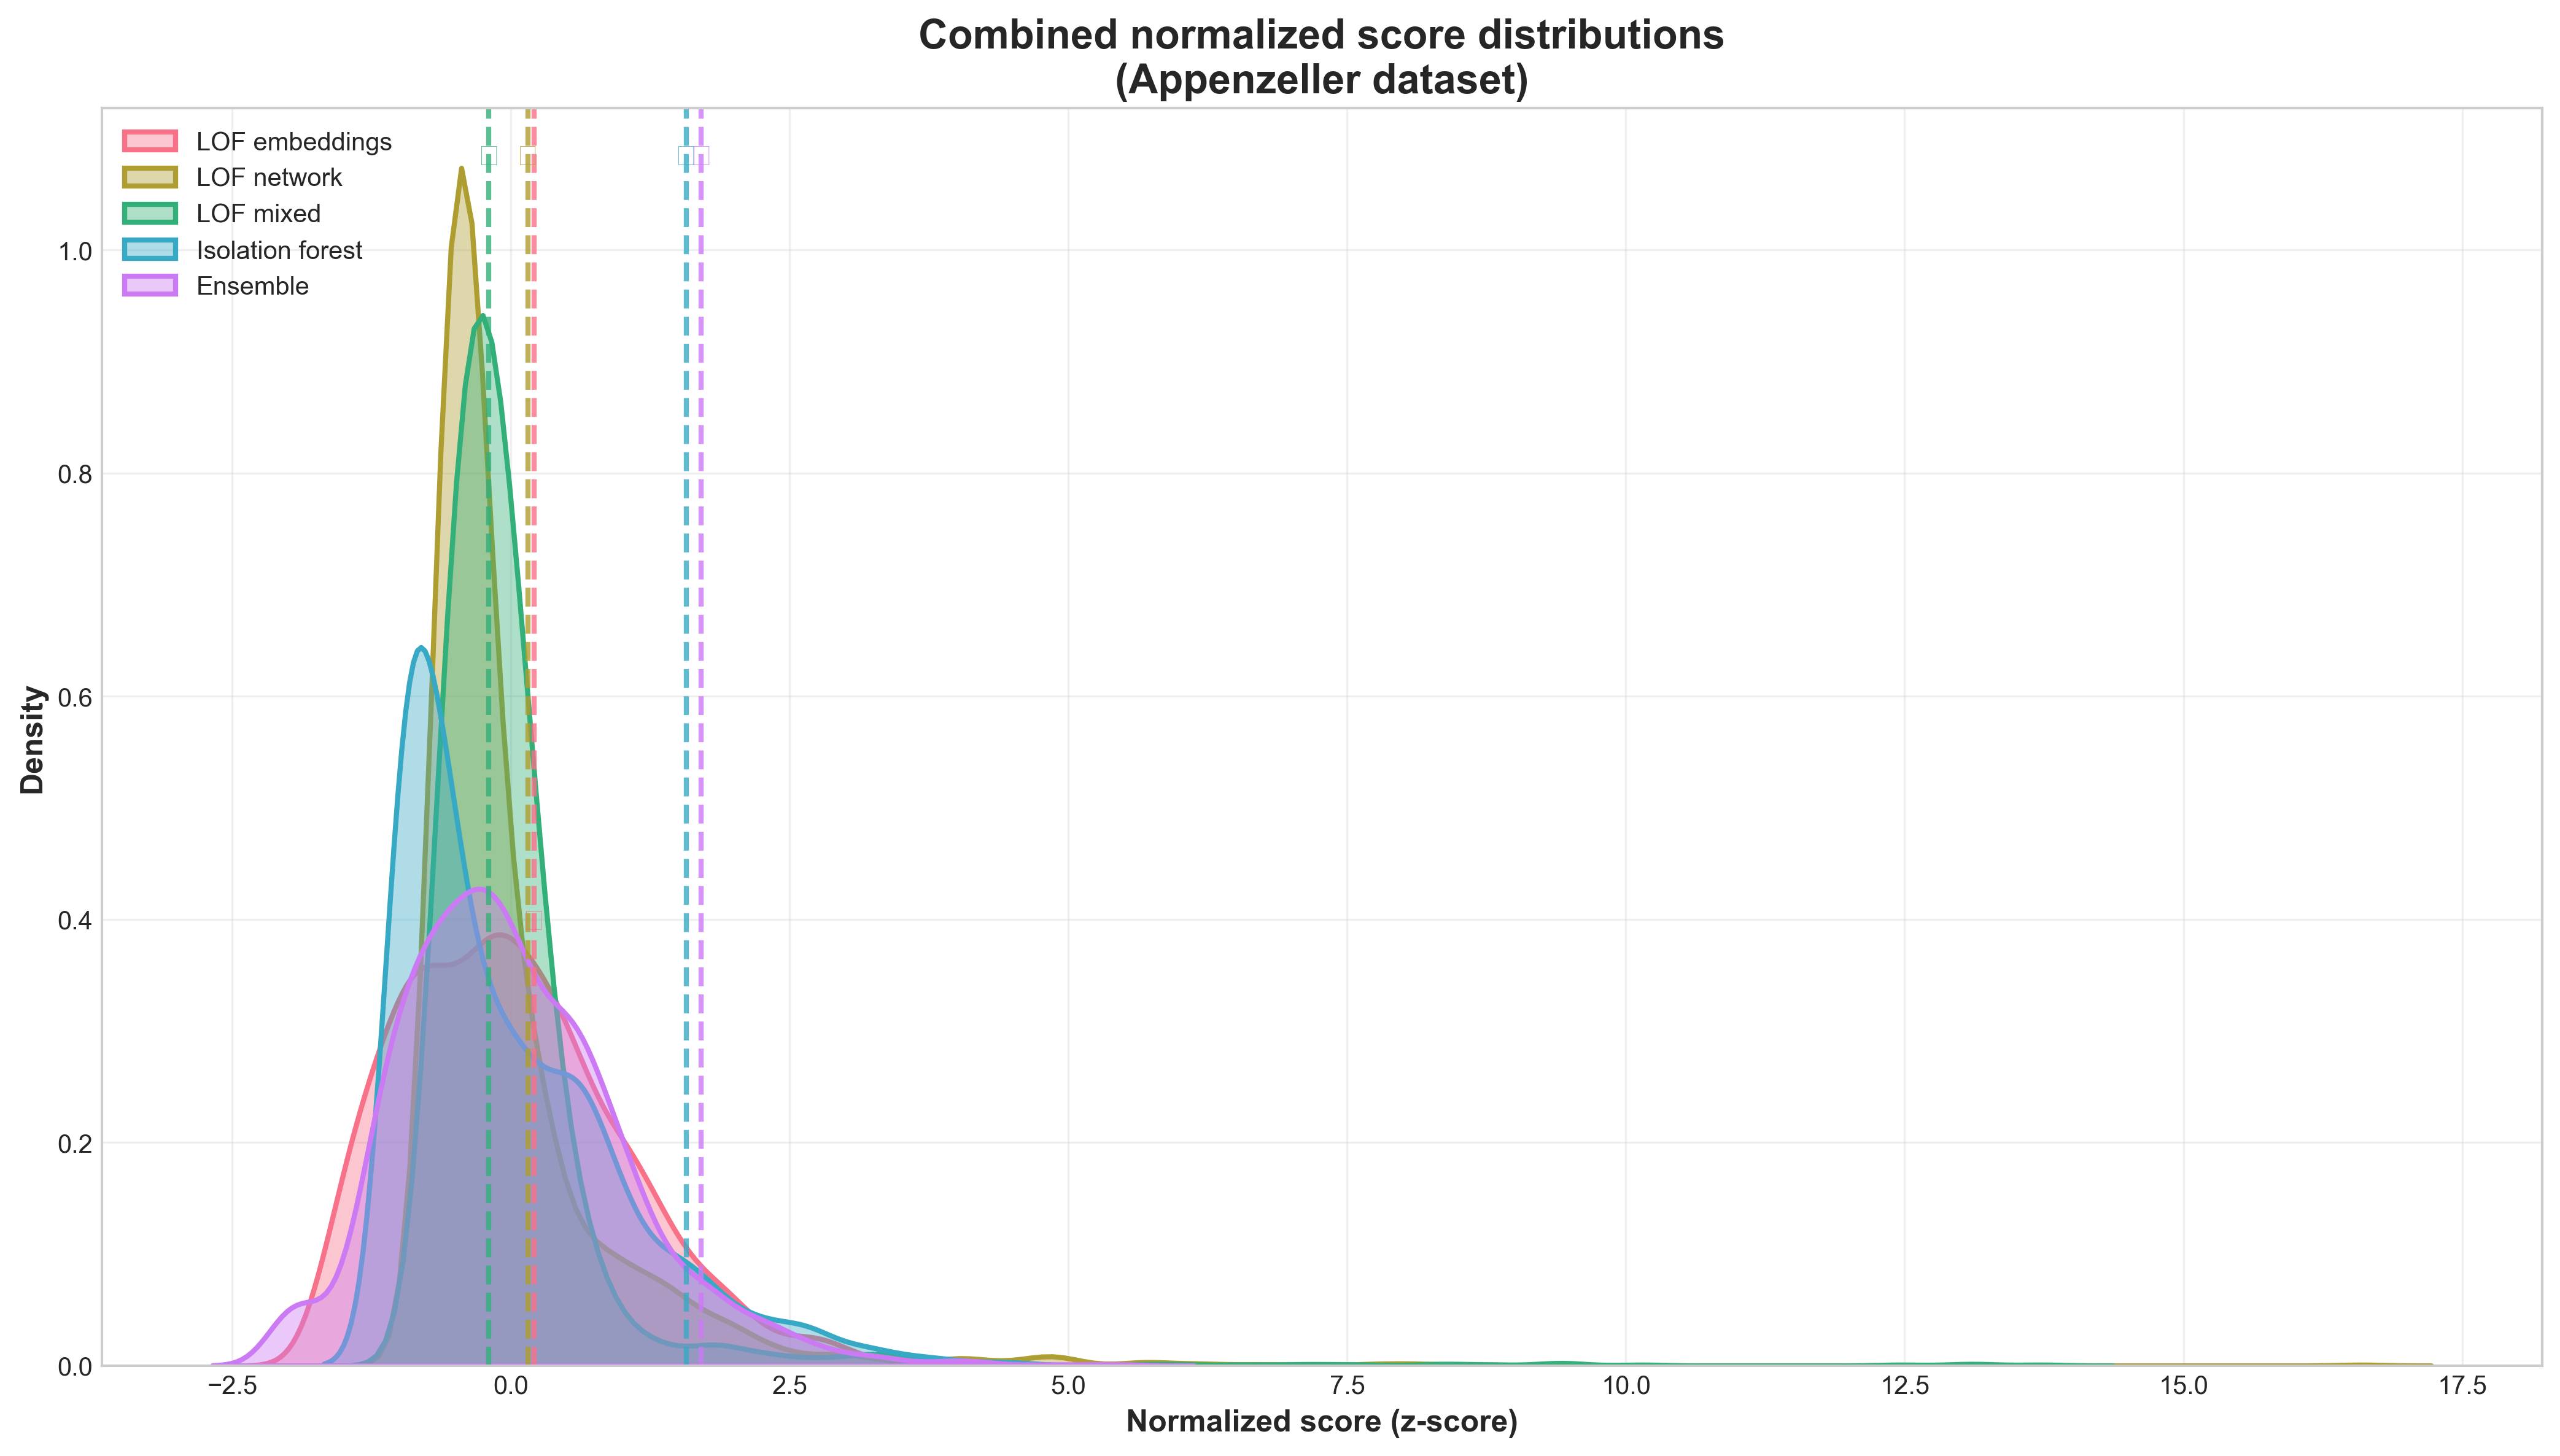 Combined normalized score distributions
(Appenzeller dataset)
LOF embeddings
LOF network
LOF mixed
Isolation forest
Ensemble
Density
1.0
0.8
0.6
0.4
0.2
0.0
−2.5 0.0 2.5 5.0 7.5 10.0 12.5 15.0 17.5
Normalized score (z-score)